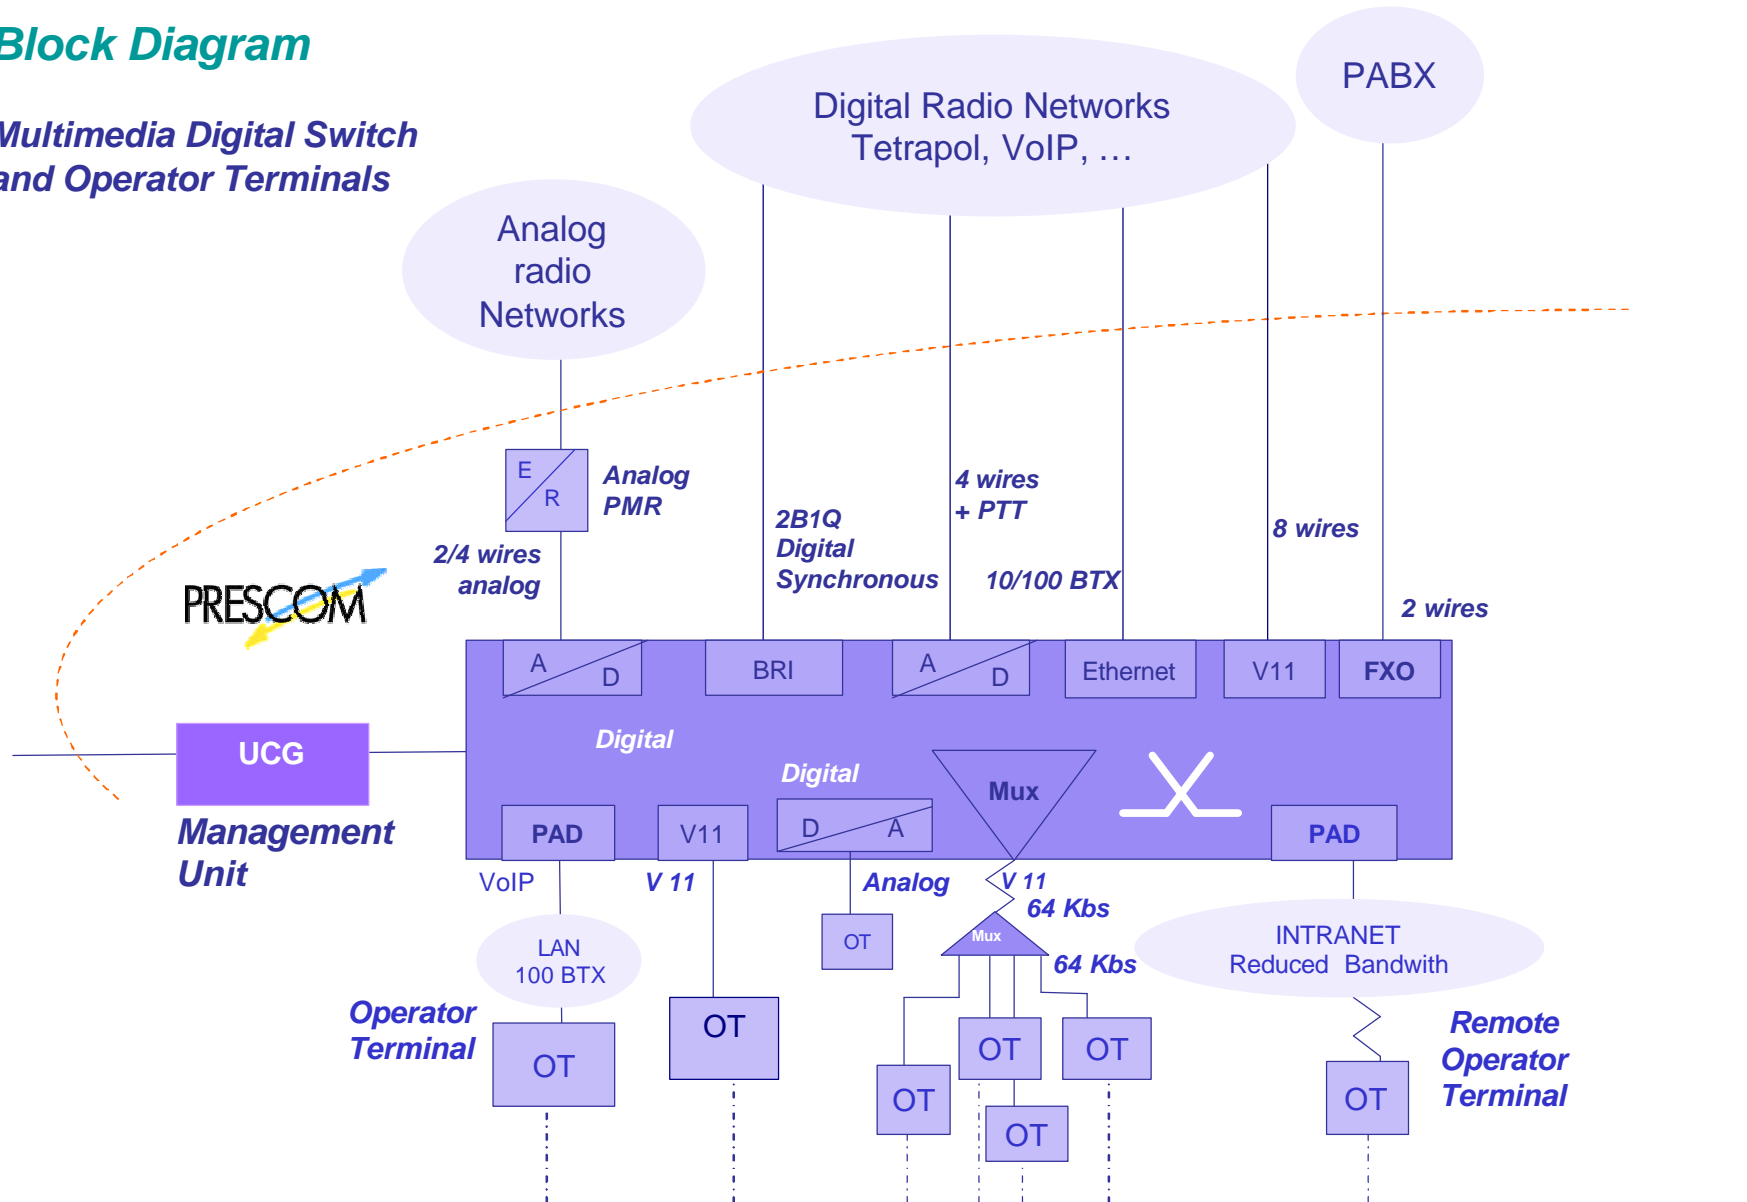 Block Diagram
Multimedia Digital Switch
and Operator Terminals
PABX
Digital Radio Networks
Tetrapol, VoIP, …
Analog
radio
Networks
E
R
Analog
PMR
2/4 wires
analog
2B1Q
Digital
Synchronous
4 wires
+ PTT
10/100 BTX
8 wires
2 wires
PRESCOM
A
D
BRI
A
D
Ethernet
V11
FXO
UCG
Management
Unit
Digital
Digital
Mux
PAD
V11
D
A
PAD
VoIP
V 11
Analog
V 11
64 Kbs
Mux
64 Kbs
OT
LAN
100 BTX
INTRANET
Reduced Bandwith
Operator
Terminal
OT
OT
OT
OT
OT
OT
OT
Remote
Operator
Terminal